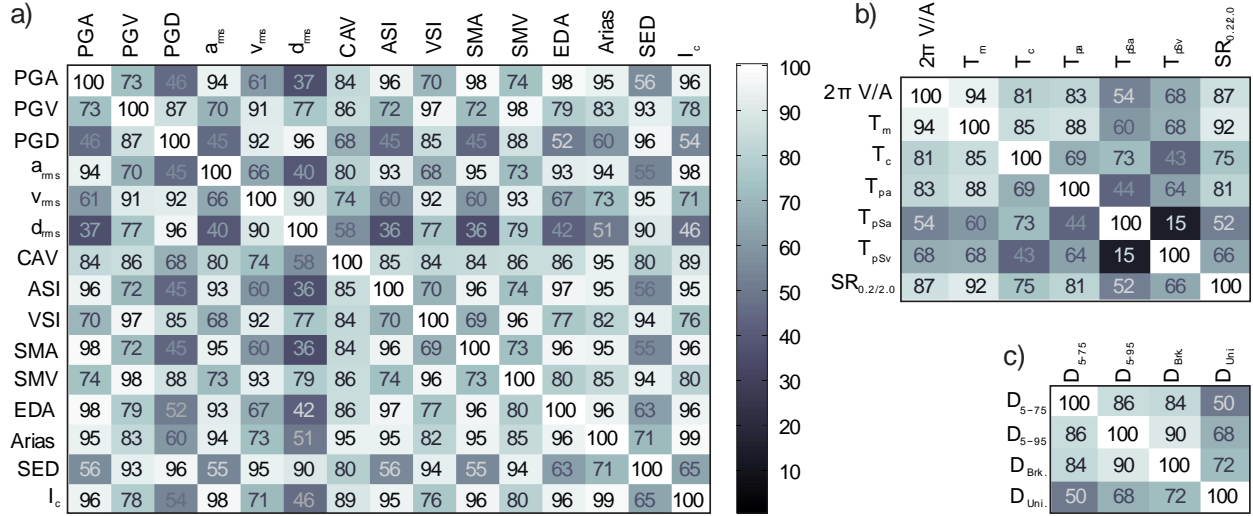 a)
PGA PGV PGD a_rms v_rms d_rms CAV ASI VSI SMA SMV EDA Arias SED I_c
PGA 100 73 46 94 61 37 84 96 70 98 74 98 95 56 96
PGV 73 100 87 70 91 77 86 72 97 72 98 79 83 93 78
PGD 46 87 100 45 92 96 68 45 85 45 88 52 60 96 54
a_rms 94 70 45 100 66 40 80 93 68 95 73 93 94 55 98
v_rms 61 91 92 66 100 90 74 60 92 60 93 67 73 95 71
d_rms 37 77 96 40 90 100 58 36 77 36 79 42 51 90 46
CAV 84 86 68 80 74 58 100 85 84 84 86 86 95 80 89
ASI 96 72 45 93 60 36 85 100 70 96 74 97 95 56 95
VSI 70 97 85 68 92 77 84 70 100 69 96 77 82 94 76
SMA 98 72 45 95 60 36 84 96 69 100 73 96 95 55 96
SMV 74 98 88 73 93 79 86 74 96 73 100 80 85 94 80
EDA 98 79 52 93 67 42 86 97 77 96 80 100 96 63 96
Arias 95 83 60 94 73 51 95 95 82 95 85 96 100 71 99
SED 56 93 96 55 95 90 80 56 94 55 94 63 71 100 65
I_c 96 78 54 98 71 46 89 95 76 96 80 96 99 65 100
100
90
80
70
60
50
40
30
20
10
b)
2π V/A T_m T_c T_pa T_pSa T_pSv SR_0.2/2.0
2π V/A 100 94 81 83 54 68 87
T_m 94 100 85 88 60 68 92
T_c 81 85 100 69 73 43 75
T_pa 83 88 69 100 44 64 81
T_pSa 54 60 73 44 100 15 52
T_pSv 68 68 43 64 15 100 66
SR_0.2/2.0 87 92 75 81 52 66 100
c)
D_5-75 D_5-95 D_Brk. D_Uni
D_5-75 100 86 84 50
D_5-95 86 100 90 68
D_Brk. 84 90 100 72
D_Uni. 50 68 72 100